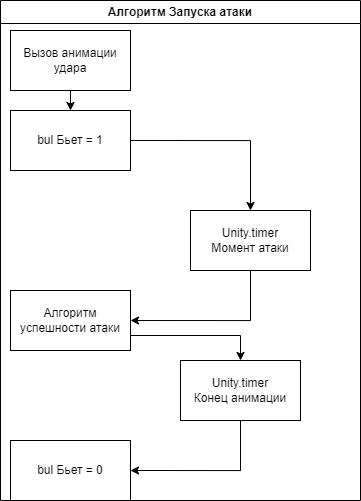 Алгоритм Запуска атаки
Вызов анимации
удара
bul Бьет = 1
Unity.timer
Момент атаки
Алгоритм
успешности атаки
Unity.timer
Конец анимации
bul Бьет = 0